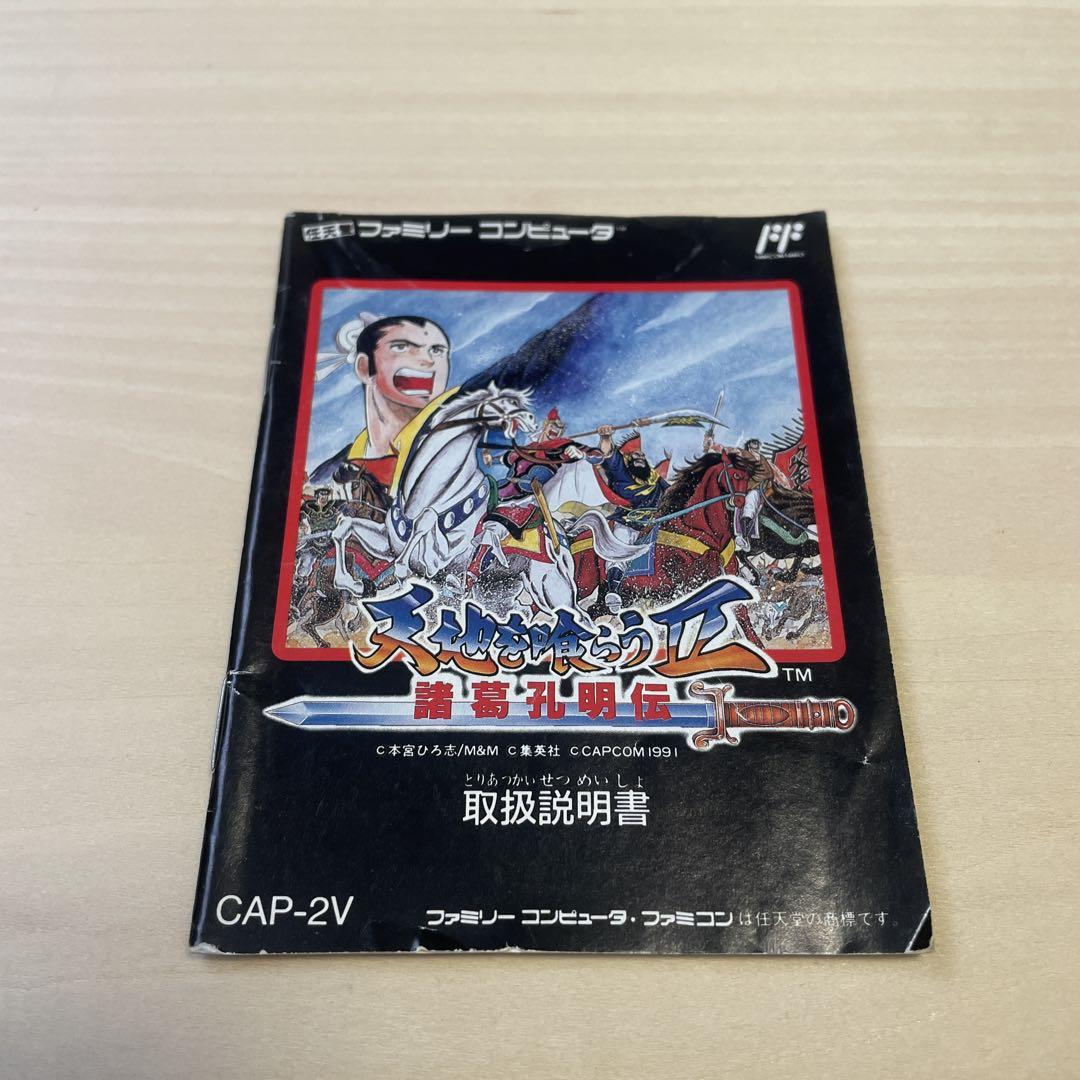 任天堂 ファミリー コンピュータ™
FF
天地を喰らうII
TM
諸葛孔明伝
C本宮ひろ志/M&M C集英社 CCAPCOM1991
とりあつかいせつめいしょ
取扱説明書
CAP-2V
ファミリー コンピュータ・ファミコンは任天堂の商標です。